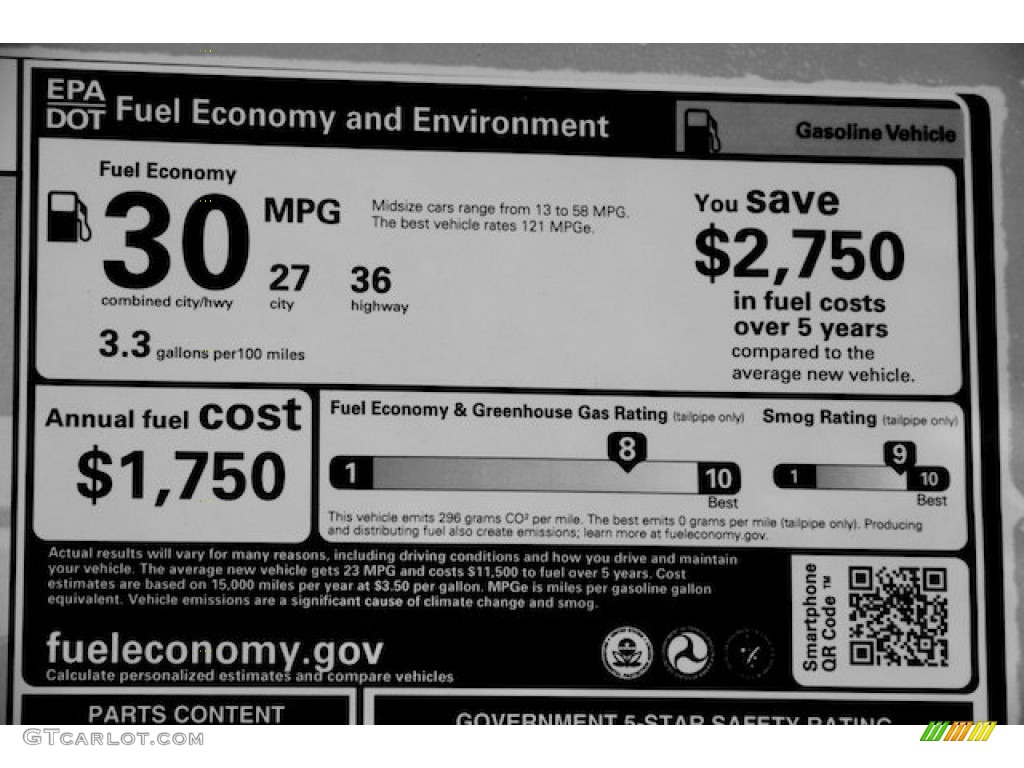 EPA
DOT
Fuel Economy and Environment
Gasoline Vehicle
Fuel Economy
30 MPG
combined city/hwy
27
city
36
highway
3.3 gallons per100 miles
Midsize cars range from 13 to 58 MPG.
The best vehicle rates 121 MPGe.
You save
$2,750
in fuel costs
over 5 years
compared to the
average new vehicle.
Annual fuel cost
$1,750
Fuel Economy & Greenhouse Gas Rating (tailpipe only)
1
8
10
Best
Smog Rating (tailpipe only)
1
9
10
Best
This vehicle emits 296 grams CO² per mile. The best emits 0 grams per mile (tailpipe only). Producing
and distributing fuel also create emissions; learn more at fueleconomy.gov.
Actual results will vary for many reasons, including driving conditions and how you drive and maintain
your vehicle. The average new vehicle gets 23 MPG and costs $11,500 to fuel over 5 years. Cost
estimates are based on 15,000 miles per year at $3.50 per gallon. MPGe is miles per gasoline gallon
equivalent. Vehicle emissions are a significant cause of climate change and smog.
fueleconomy.gov
Calculate personalized estimates and compare vehicles
Smartphone
QR Code ™
PARTS CONTENT
GOVERNMENT 5-STAR SAFETY RATING
GTcarlot.com